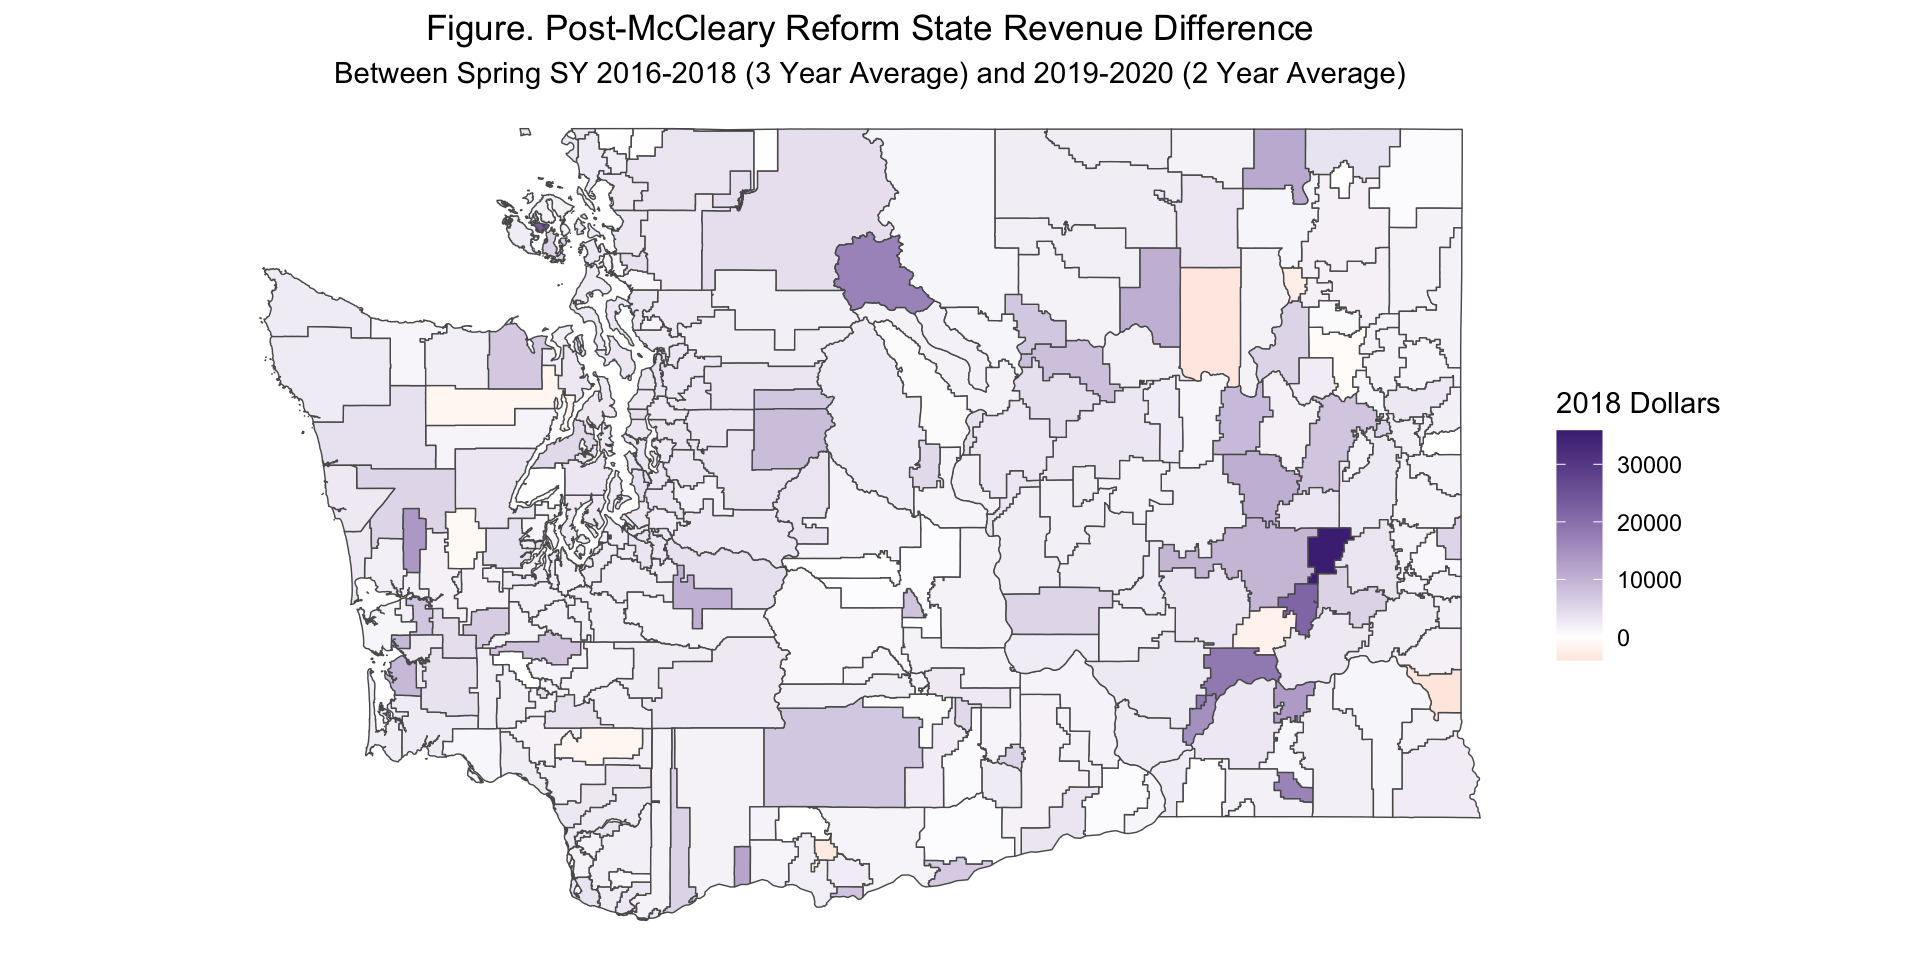 Figure. Post-McCleary Reform State Revenue Difference
Between Spring SY 2016-2018 (3 Year Average) and 2019-2020 (2 Year Average)
2018 Dollars
30000
20000
10000
0